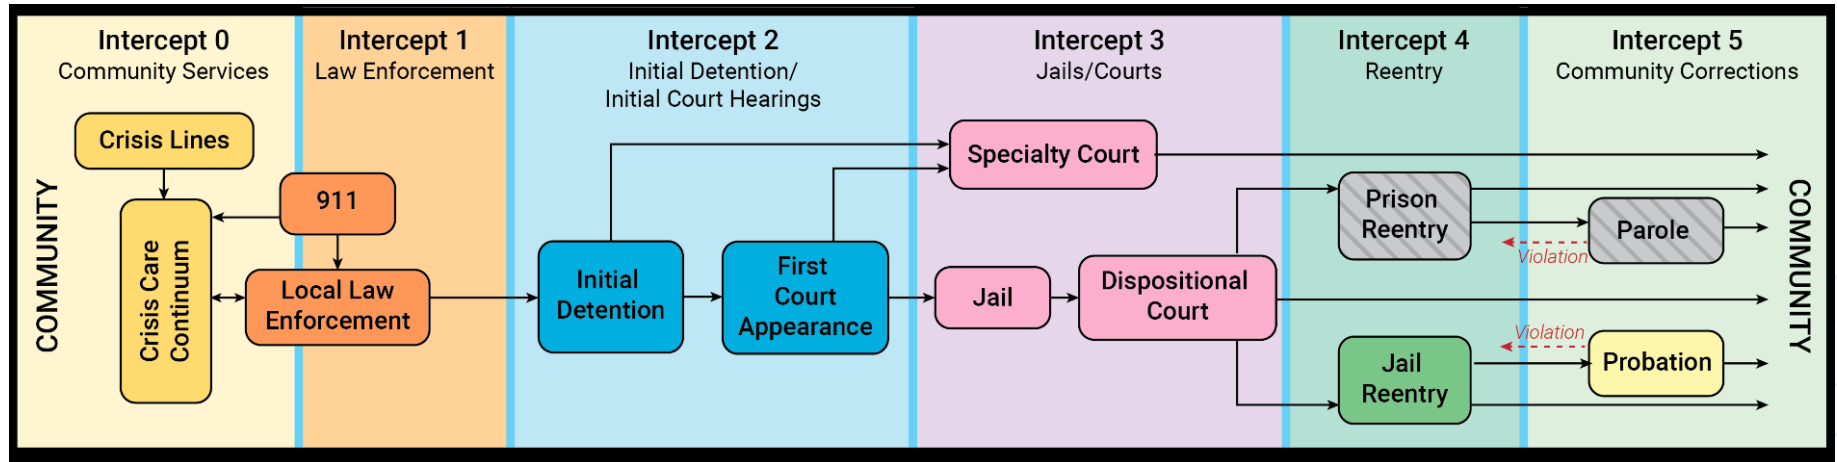 Intercept 0
Community Services
Intercept 1
Law Enforcement
Intercept 2
Initial Detention/
Initial Court Hearings
Intercept 3
Jails/Courts
Intercept 4
Reentry
Intercept 5
Community Corrections
COMMUNITY
Crisis Lines
Crisis Care
Continuum
911
Local Law
Enforcement
Initial
Detention
First
Court
Appearance
Specialty Court
Jail
Dispositional
Court
Prison
Reentry
Parole
Violation
Jail
Reentry
Violation
Probation
COMMUNITY